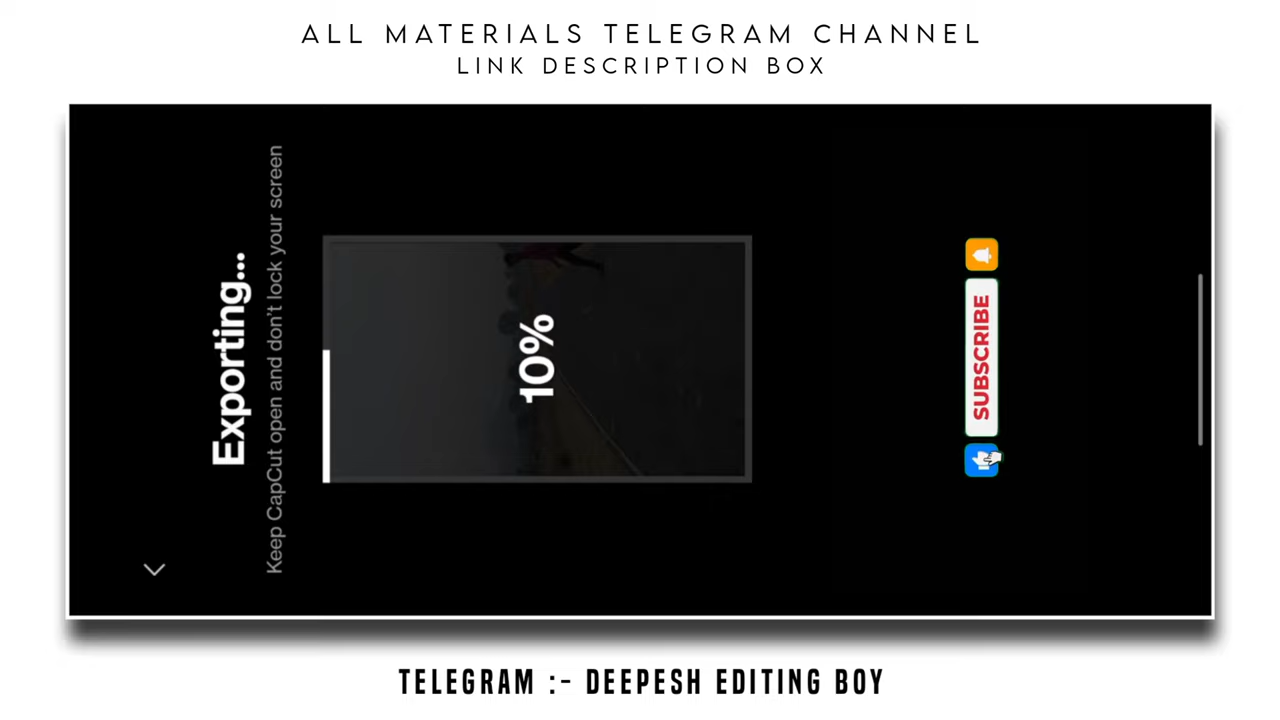 ALL MATERIALS TELEGRAM CHANNEL
LINK DESCRIPTION BOX
Exporting...
Keep CapCut open and don't lock your screen
10%
SUBSCRIBE
TELEGRAM :- DEEPESH EDITING BOY